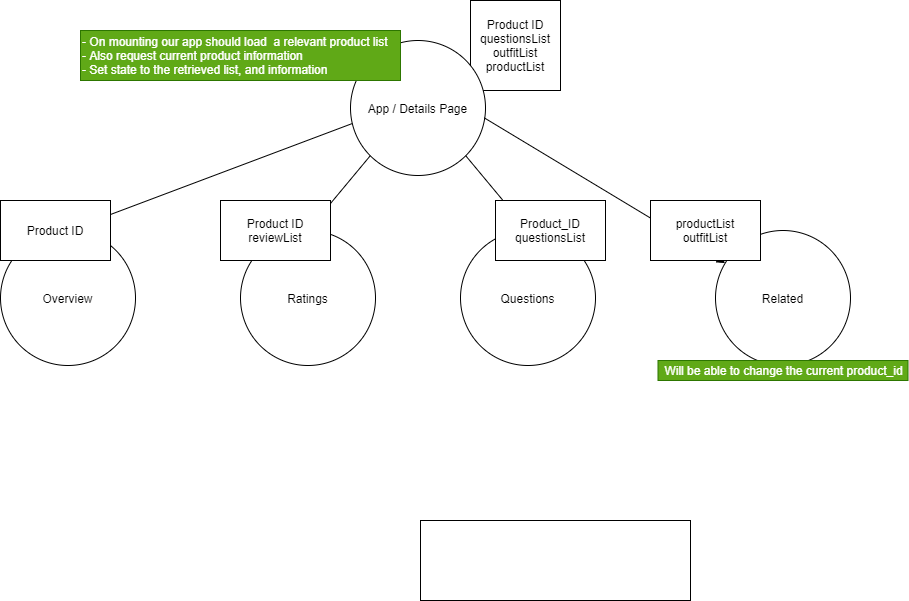 Product ID
questionsList
outfitList
productList
- On mounting our app should load  a relevant product list
- Also request current product information
- Set state to the retrieved list, and information
App / Details Page
Product ID
Product ID
reviewList
Product_ID
questionsList
productList
outfitList
Overview
Ratings
Questions
Related
Will be able to change the current product_id